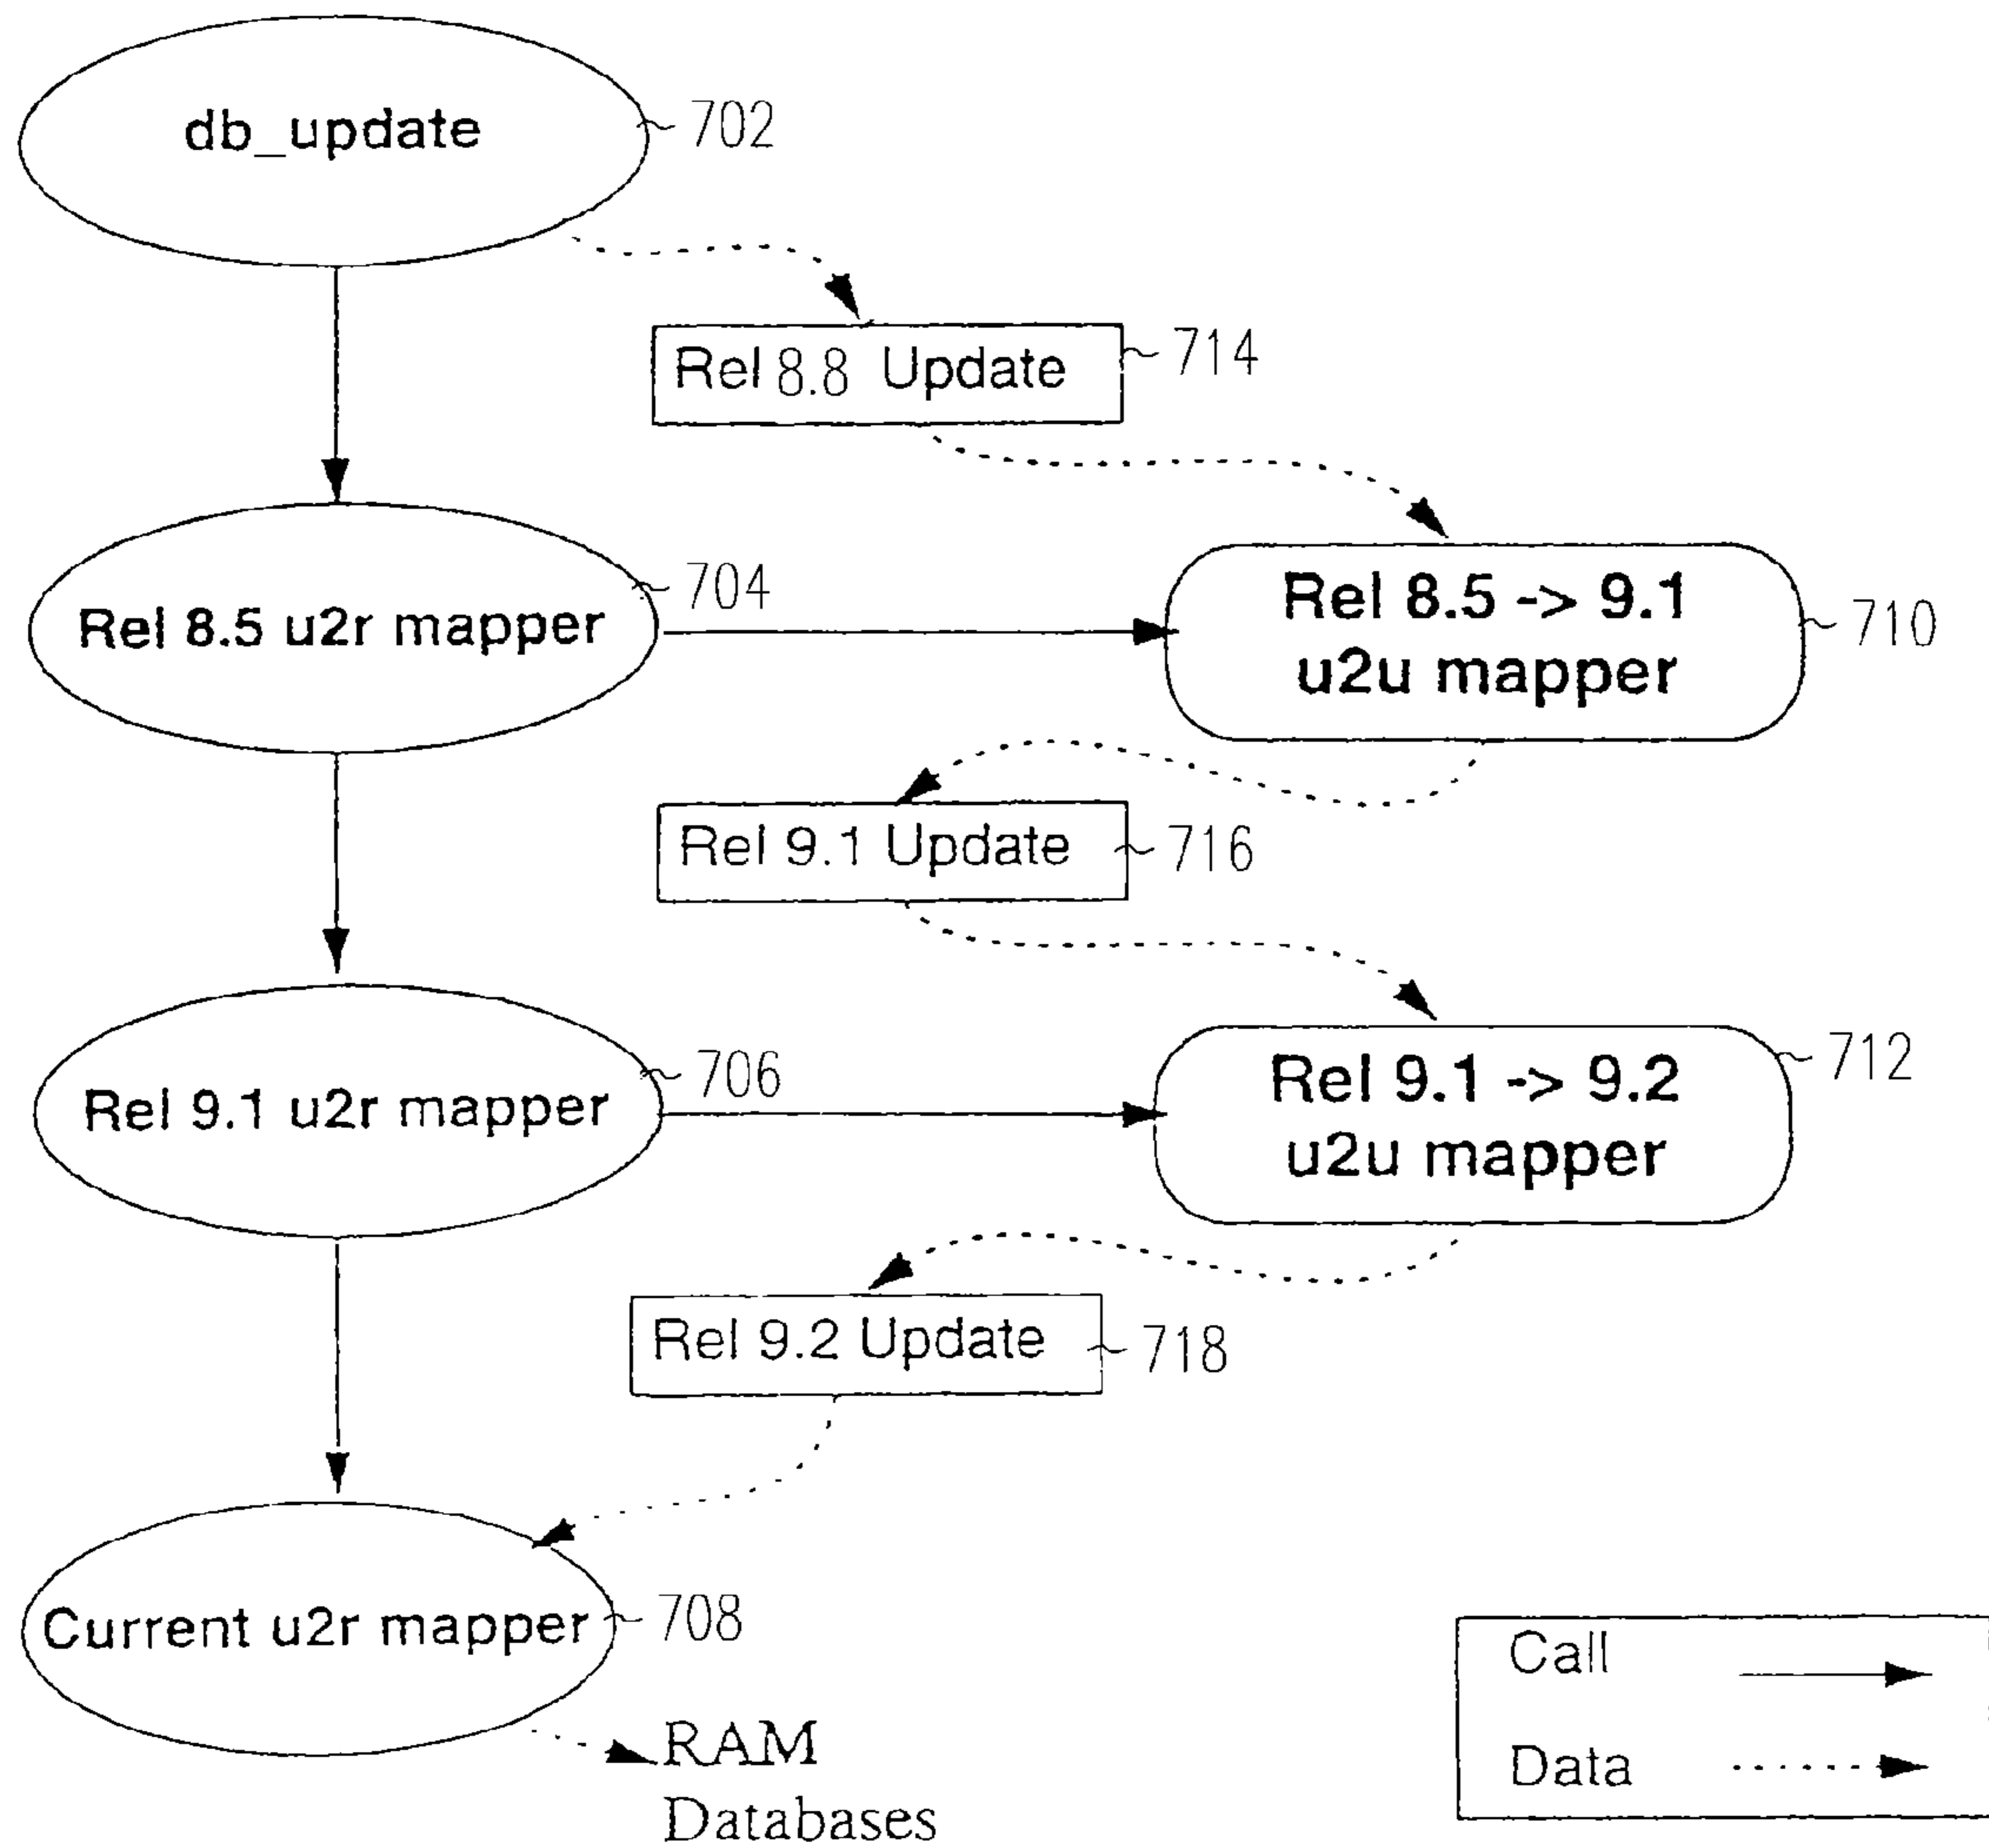 db_update
702
Rel 8.8 Update
714
Rel 8.5 u2r mapper
704
Rel 8.5 -> 9.1
u2u mapper
710
Rel 9.1 Update
716
Rel 9.1 u2r mapper
706
Rel 9.1 -> 9.2
u2u mapper
712
Rel 9.2 Update
718
Current u2r mapper
708
RAM
Databases
Call
Data